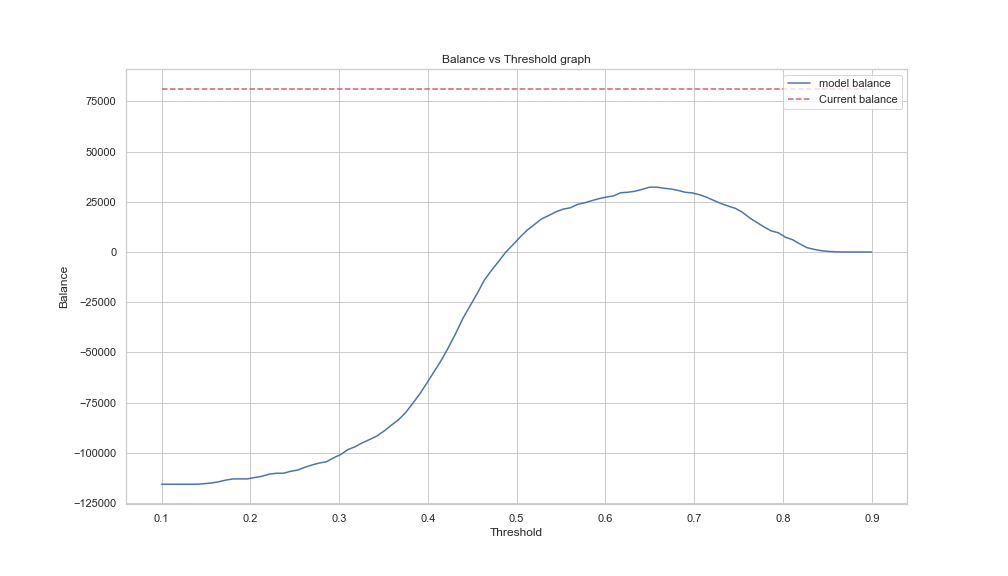 Balance vs Threshold graph
model balance
Current balance
75000
50000
25000
0
−25000
−50000
−75000
−100000
−125000
Balance
0.1 0.2 0.3 0.4 0.5 0.6 0.7 0.8 0.9
Threshold